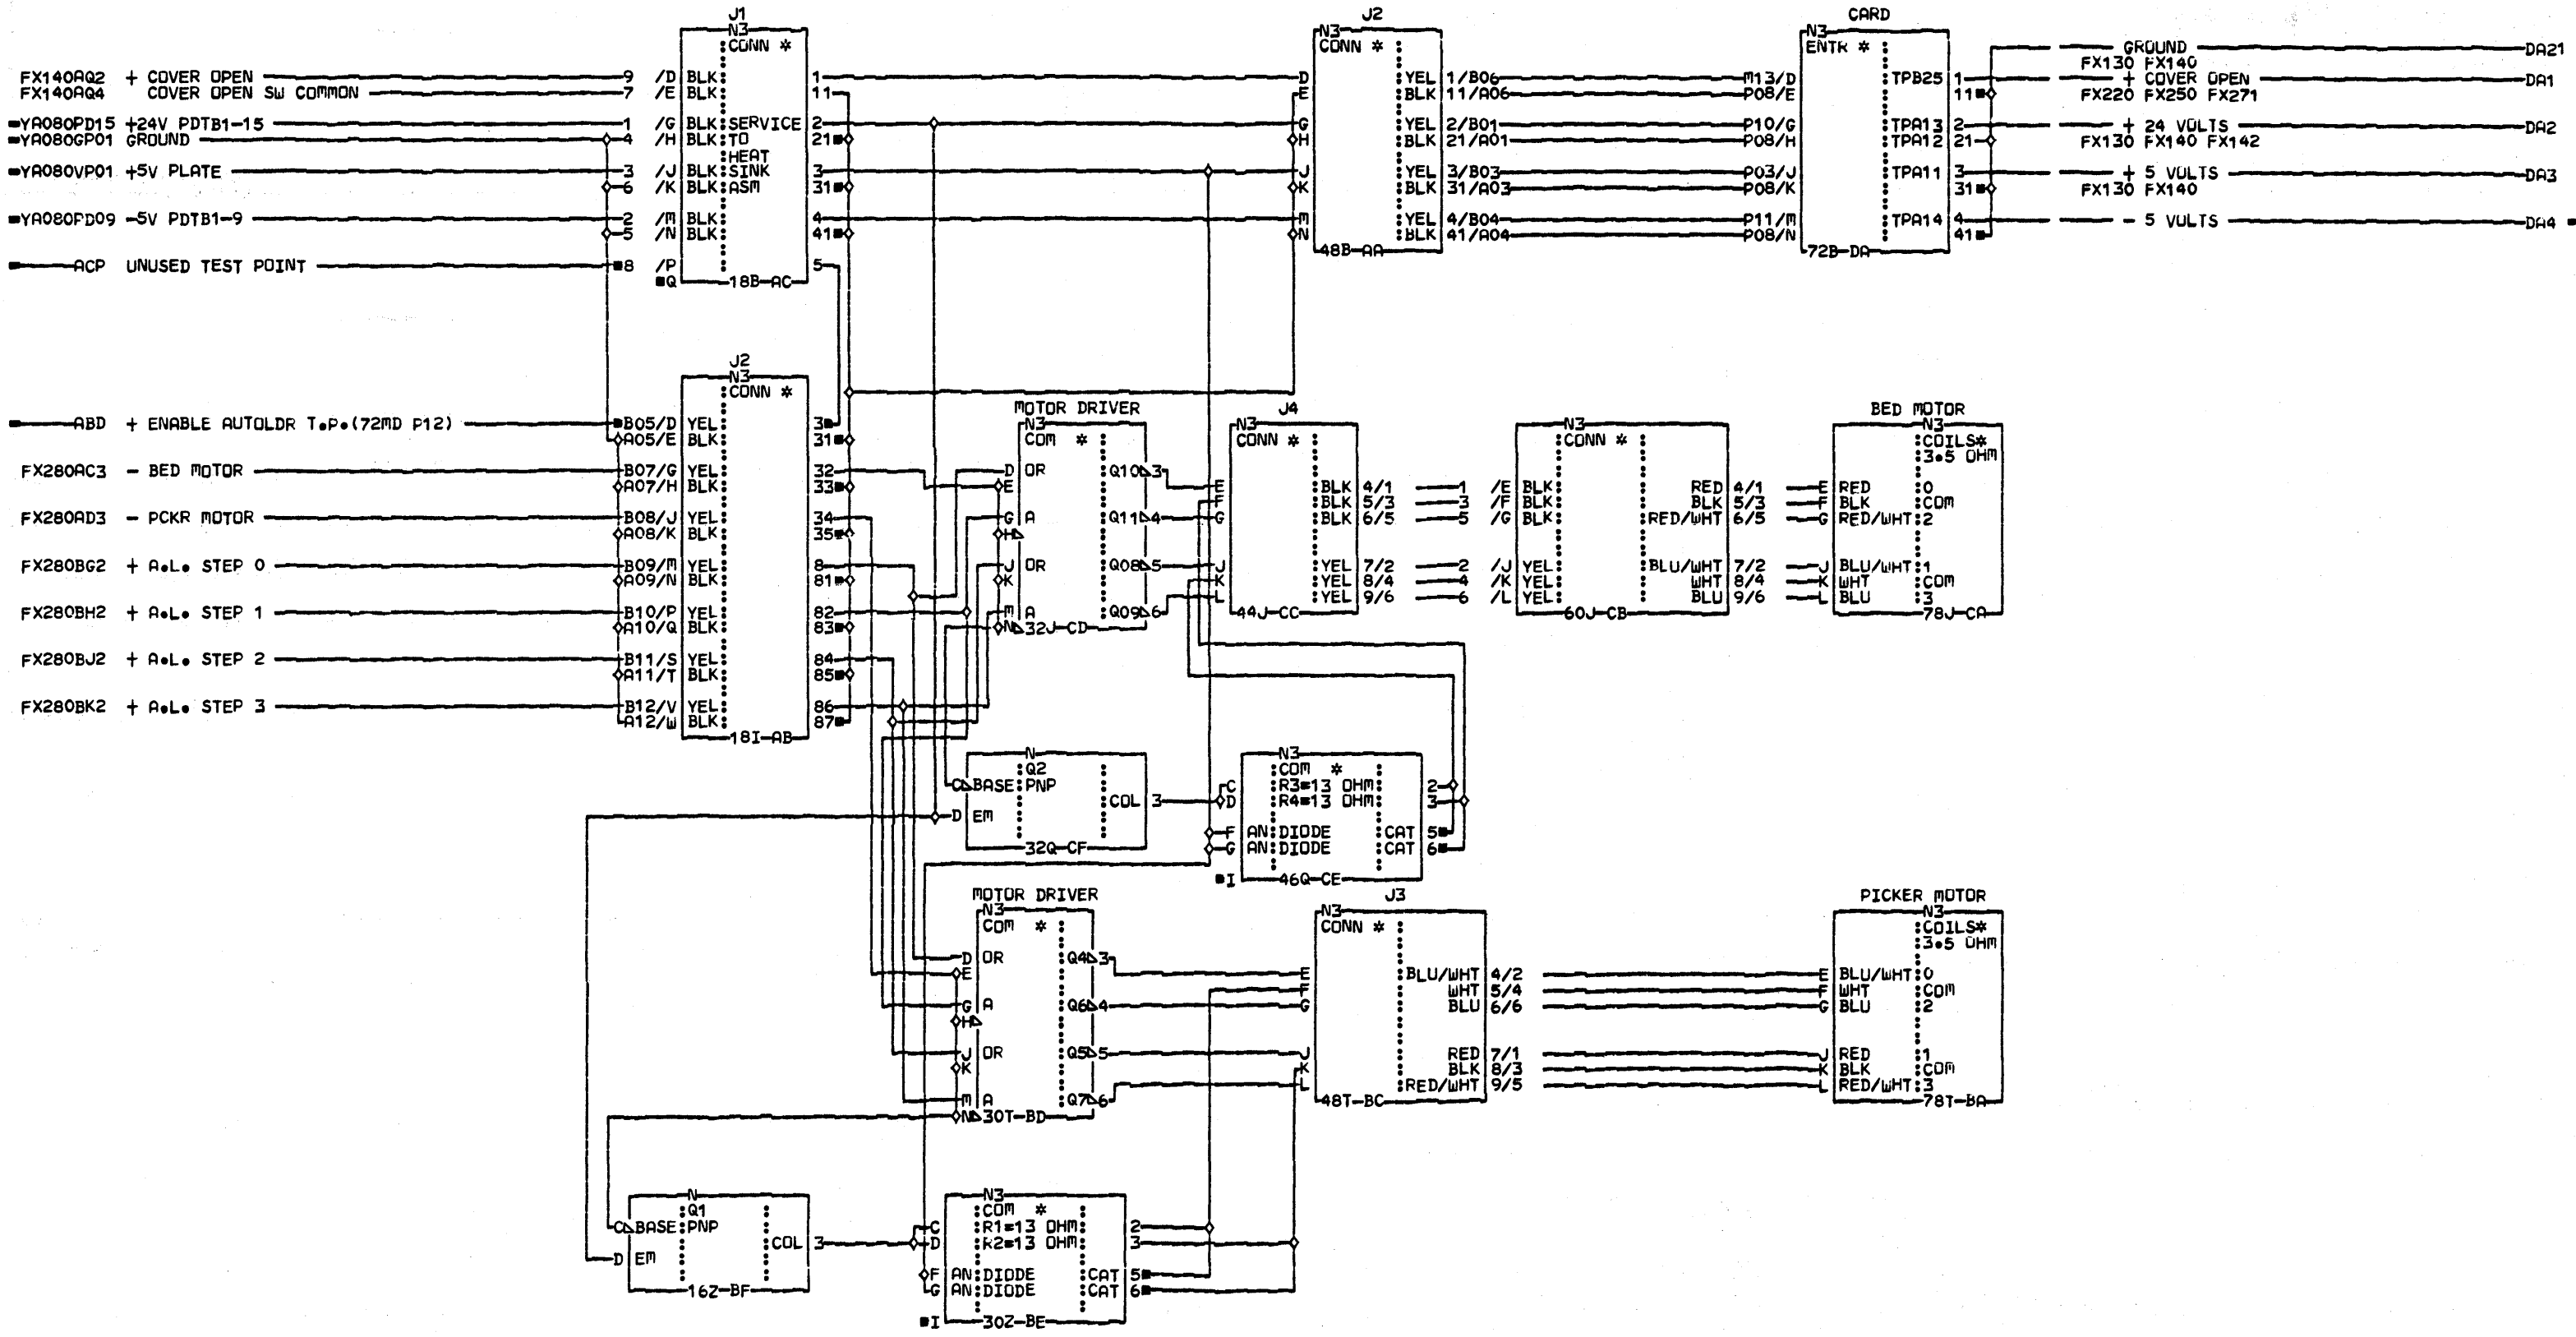 J1
N3
CONN *
FX140AQ2 + COVER OPEN 9 /D BLK 1
FX140AQ4 COVER OPEN SW COMMON 7 /E BLK 11
YA080PD15 +24V PDTB1-15 1 /G BLK SERVICE 2
YA080GP01 GROUND 4 /H BLK TO 21
HEAT
YA080VP01 +5V PLATE 3 /J BLK SINK 3
6 /K BLK ASM 31
YA080PD09 -5V PDTB1-9 2 /M BLK 4
5 /N BLK 41
ACP UNUSED TEST POINT 8 /P 5
Q 18B-AC
J2
N3
CONN *
D YEL 1/B06
E BLK 11/A06
G YEL 2/B01
H BLK 21/A01
J YEL 3/B03
K BLK 31/A03
M YEL 4/B04
N BLK 41/A04
48B-AA
CARD
N3
ENTR *
M13/D TPB25 1
P08/E 11
P10/G TPA13 2
P08/H TPA12 21
P03/J TPA11 3
P08/K 31
P11/M TPA14 4
P08/N 41
72B-DA
GROUND DA21
FX130 FX140
+ COVER OPEN DA1
FX220 FX250 FX271
+ 24 VOLTS DA2
FX130 FX140 FX142
+ 5 VOLTS DA3
FX130 FX140
- 5 VOLTS DA4
J2
N3
CONN *
ABD + ENABLE AUTOLDR T.P.(72MD P12) B05/D YEL 3
A05/E BLK 31
FX280AC3 - BED MOTOR B07/G YEL 32
A07/H BLK 33
FX280AD3 - PCKR MOTOR B08/J YEL 34
A08/K BLK 35
FX280BG2 + A.L. STEP 0 B09/M YEL 8
A09/N BLK 81
FX280BH2 + A.L. STEP 1 B10/P YEL 82
A10/Q BLK 83
FX280BJ2 + A.L. STEP 2 B11/S YEL 84
A11/T BLK 85
FX280BK2 + A.L. STEP 3 B12/V YEL 86
A12/W BLK 87
18I-AB
MOTOR DRIVER
N3
COM *
D OR Q10 3
E
G A Q11 4
H
J OR Q08 5
K
M A Q09 6
N 32J-CD
J4
N3
CONN *
E BLK 4/1
F BLK 5/3
G BLK 6/5
J YEL 7/2
K YEL 8/4
L YEL 9/6
44J-CC
N3
CONN *
1 /E BLK RED 4/1
3 /F BLK BLK 5/3
5 /G BLK RED/WHT 6/5
2 /J YEL BLU/WHT 7/2
4 /K YEL WHT 8/4
6 /L YEL BLU 9/6
60J-CB
BED MOTOR
N3
COILS*
3.5 OHM
E RED 0
F BLK COM
G RED/WHT 2
J BLU/WHT 1
K WHT COM
L BLU 3
78J-CA
N
Q2
C BASE PNP
COL 3
D EM
32Q-CF
N3
COM *
C R3=13 OHM 2
D R4=13 OHM 3
F AN DIODE CAT 5
G AN DIODE CAT 6
I 46Q-CE
MOTOR DRIVER
N3
COM *
D OR Q4 3
E
G A Q6 4
H
J OR Q5 5
K
M A Q7 6
N 30T-BD
J3
N3
CONN *
E BLU/WHT 4/2
F WHT 5/4
G BLU 6/6
J RED 7/1
K BLK 8/3
L RED/WHT 9/5
48T-BC
PICKER MOTOR
N3
COILS*
3.5 OHM
E BLU/WHT 0
F WHT COM
G BLU 2
J RED 1
K BLK COM
L RED/WHT 3
78T-BA
N
Q1
C BASE PNP
COL 3
D EM
16Z-BF
N3
COM *
C R1=13 OHM 2
D R2=13 OHM 3
F AN DIODE CAT 5
G AN DIODE CAT 6
I 30Z-BE